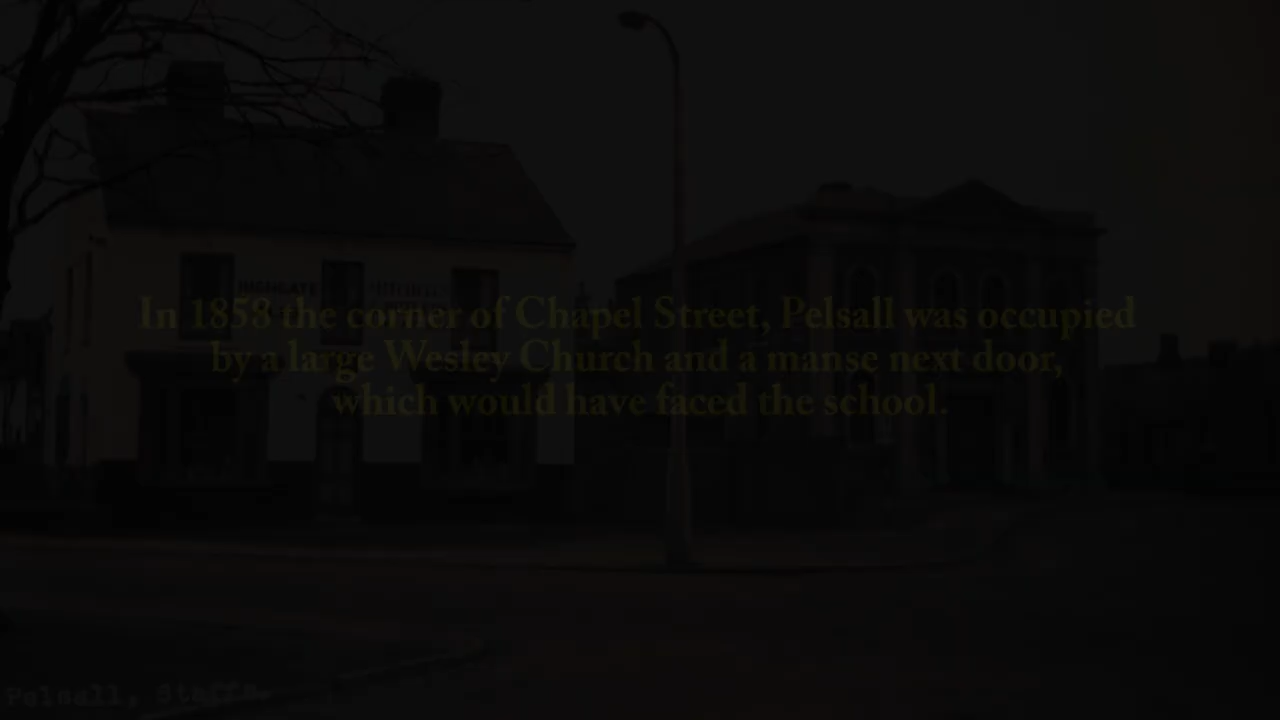 HIGHGATE
In 1858 the corner of Chapel Street, Pelsall was occupied
by a large Wesley Church and a manse next door,
which would have faced the school.
Pelsall, Staffs.